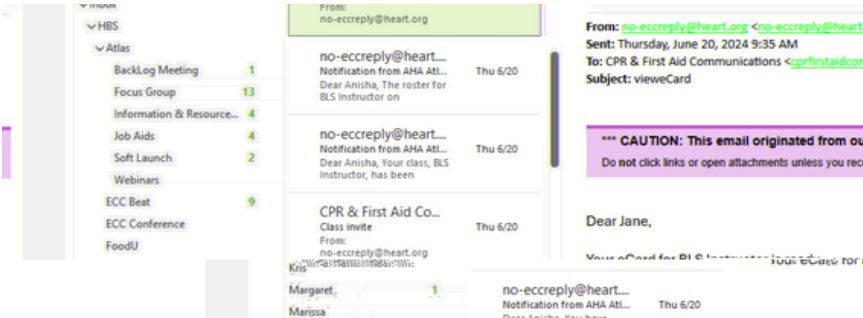 Inbox
HBS
Atlas
BackLog Meeting 1
Focus Group 13
Information & Resource... 4
Job Aids 4
Soft Launch 2
Webinars
ECC Beat 9
ECC Conference
FoodU
From:
no-eccreply@heart.org
no-eccreply@heart....
Notification from AHA Atl... Thu 6/20
Dear Anisha, The roster for
BLS Instructor on
no-eccreply@heart....
Notification from AHA Atl... Thu 6/20
Dear Anisha, Your class, BLS
Instructor, has been
CPR & First Aid Co...
Class invite Thu 6/20
From:
no-eccreply@heart.org
From: no-eccreply@heart.org <no-eccreply@heart
Sent: Thursday, June 20, 2024 9:35 AM
To: CPR & First Aid Communications <cprfirstaidcom
Subject: vieweCard
*** CAUTION: This email originated from ou
Do not click links or open attachments unless you rec
Dear Jane,
Your eCard for BLS Instructor
Kris
Margaret 1
Marissa
no-eccreply@heart....
Notification from AHA Atl... Thu 6/20
Dear Anisha, You have